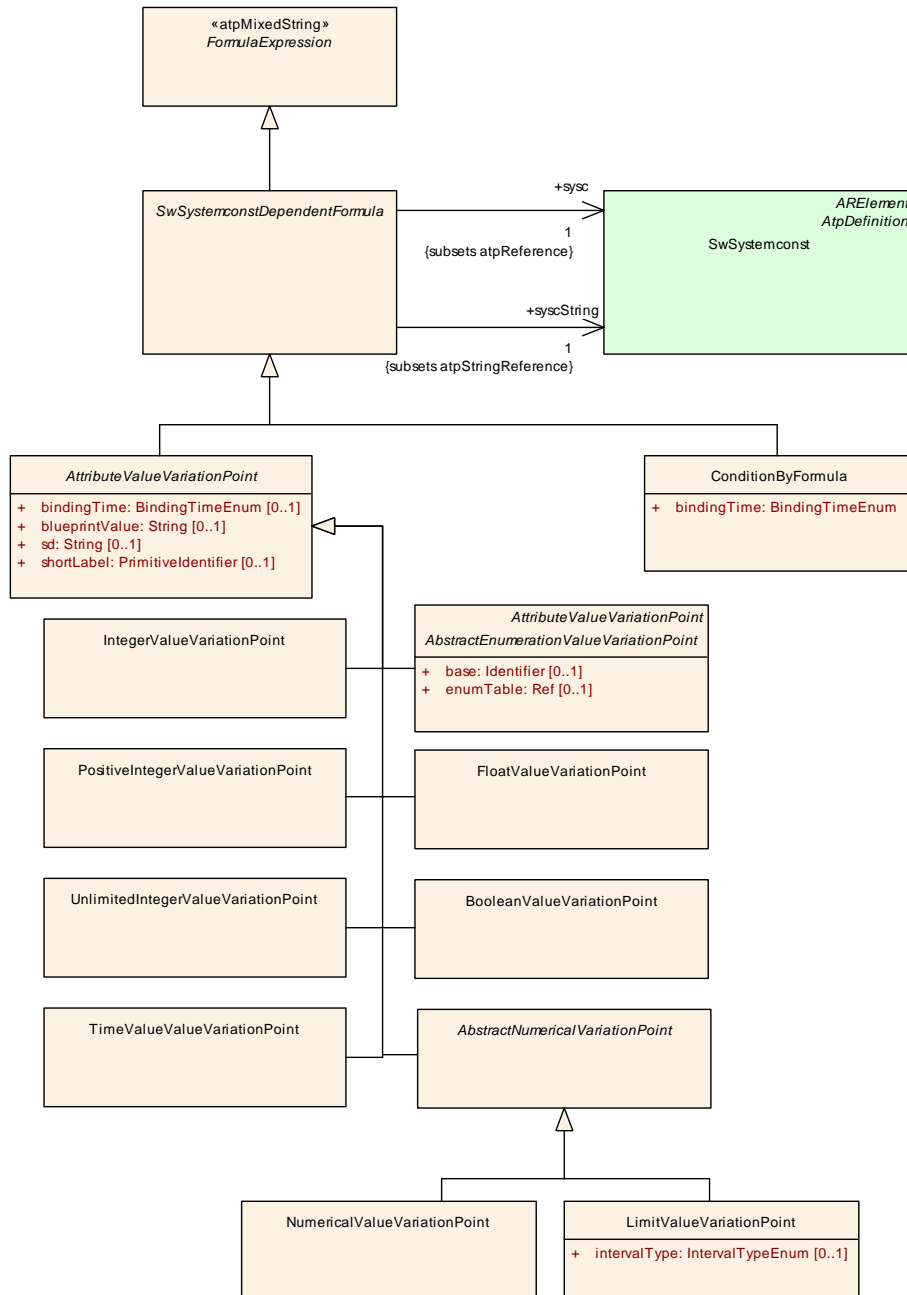 «atpMixedString»
FormulaExpression
SwSystemconstDependentFormula
+sysc
1
{subsets atpReference}
ARElement
AtpDefinition
SwSystemconst
+syscString
1
{subsets atpStringReference}
AttributeValueVariationPoint
+ bindingTime: BindingTimeEnum [0..1]
+ blueprintValue: String [0..1]
+ sd: String [0..1]
+ shortLabel: PrimitiveIdentifier [0..1]
ConditionByFormula
+ bindingTime: BindingTimeEnum
IntegerValueVariationPoint
AttributeValueVariationPoint
AbstractEnumerationValueVariationPoint
+ base: Identifier [0..1]
+ enumTable: Ref [0..1]
PositiveIntegerValueVariationPoint
FloatValueVariationPoint
UnlimitedIntegerValueVariationPoint
BooleanValueVariationPoint
TimeValueValueVariationPoint
AbstractNumericalVariationPoint
NumericalValueVariationPoint
LimitValueVariationPoint
+ intervalType: IntervalTypeEnum [0..1]